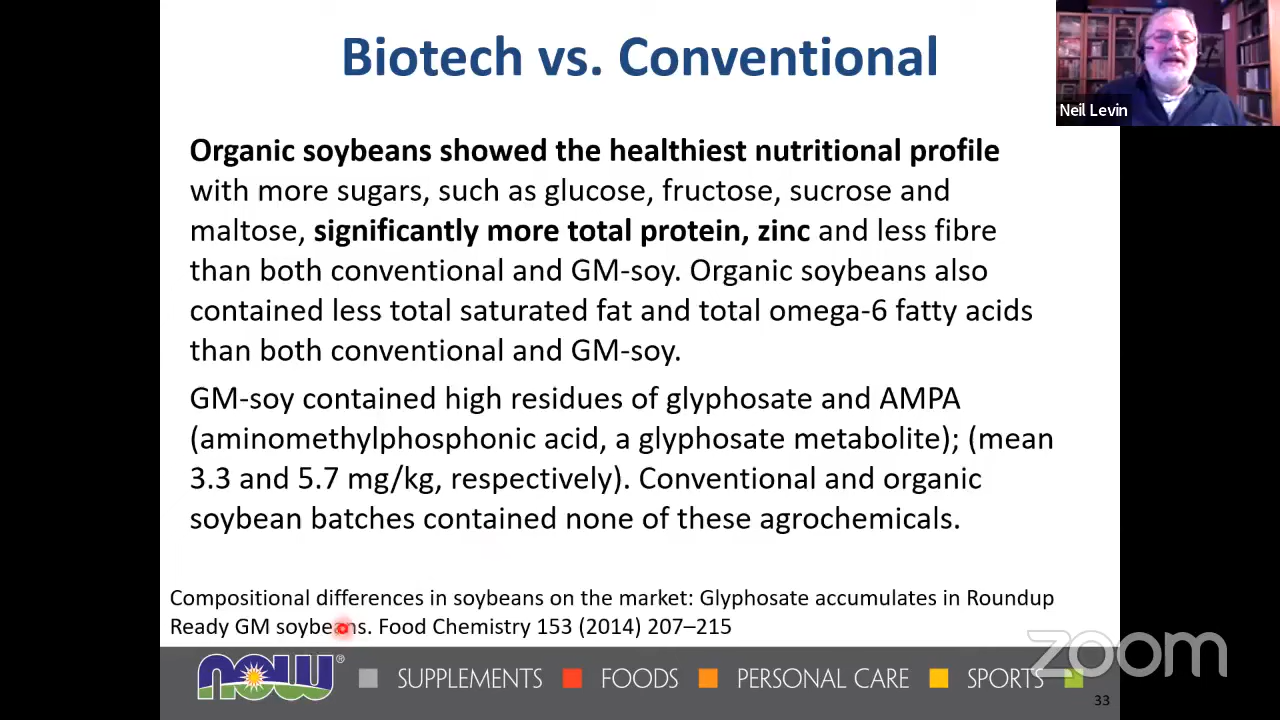 Biotech vs. Conventional
Neil Levin
Organic soybeans showed the healthiest nutritional profile
with more sugars, such as glucose, fructose, sucrose and
maltose, significantly more total protein, zinc and less fibre
than both conventional and GM-soy. Organic soybeans also
contained less total saturated fat and total omega-6 fatty acids
than both conventional and GM-soy.
GM-soy contained high residues of glyphosate and AMPA
(aminomethylphosphonic acid, a glyphosate metabolite); (mean
3.3 and 5.7 mg/kg, respectively). Conventional and organic
soybean batches contained none of these agrochemicals.
Compositional differences in soybeans on the market: Glyphosate accumulates in Roundup
Ready GM soybeans. Food Chemistry 153 (2014) 207–215
now® SUPPLEMENTS FOODS PERSONAL CARE SPORTS
zoom
33